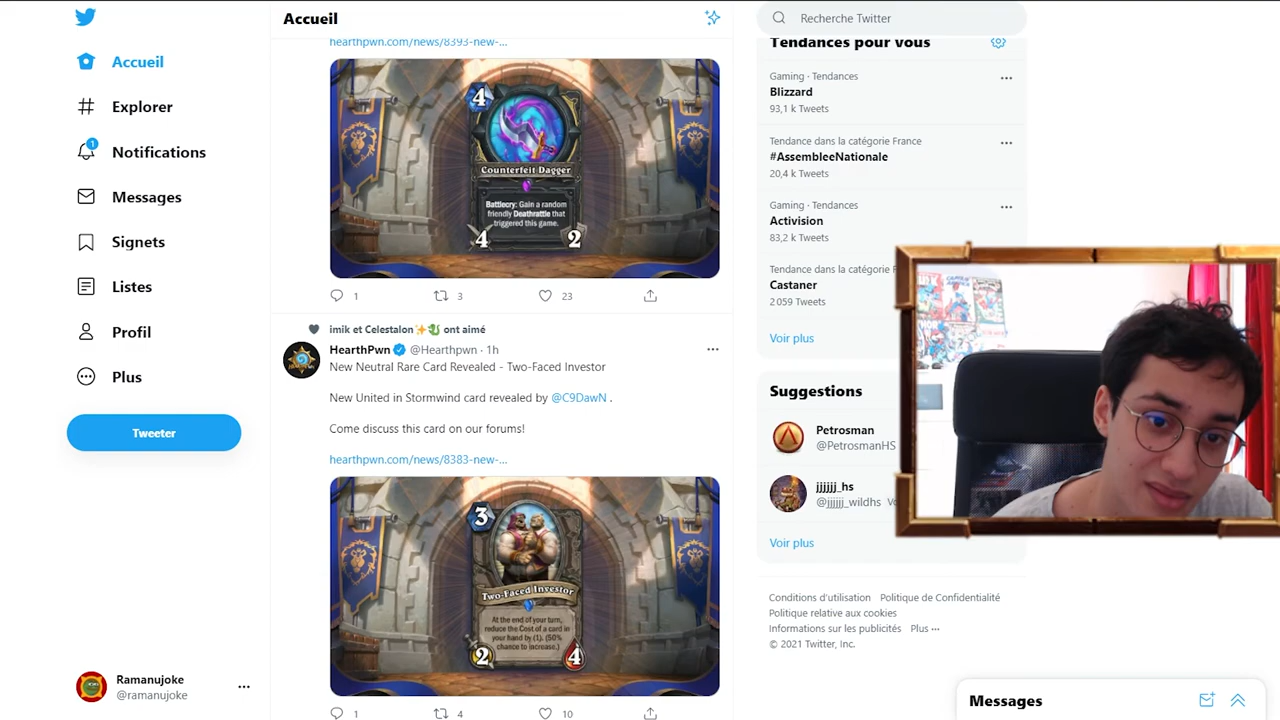 Accueil
Explorer
1
Notifications
Messages
Signets
Listes
Profil
Plus
Tweeter
Ramanujoke
@ramanujoke
Accueil
hearthpwn.com/news/8393-new-...
4
Counterfeit Dagger
Battlecry: Gain a random
friendly Deathrattle that
triggered this game.
4
2
1
3
23
imik et Celestalon ont aimé
HearthPwn @Hearthpwn · 1h
New Neutral Rare Card Revealed - Two-Faced Investor
New United in Stormwind card revealed by @C9DawN .
Come discuss this card on our forums!
hearthpwn.com/news/8383-new-...
3
Two-Faced Investor
At the end of your turn,
reduce the Cost of a card in
your hand by (1). (50%
chance to increase.)
2
4
1
4
10
Recherche Twitter
Tendances pour vous
Gaming · Tendances
Blizzard
93,1 k Tweets
Tendance dans la catégorie France
#AssembleeNationale
20,4 k Tweets
Gaming · Tendances
Activision
83,2 k Tweets
Tendance dans la catégorie F
Castaner
2 059 Tweets
Voir plus
Suggestions
Petrosman
@PetrosmanHS
jjjjjj_hs
@jjjjjj_wildhs
Voir plus
Conditions d'utilisation Politique de Confidentialité
Politique relative aux cookies
Informations sur les publicités Plus ···
© 2021 Twitter, Inc.
Messages